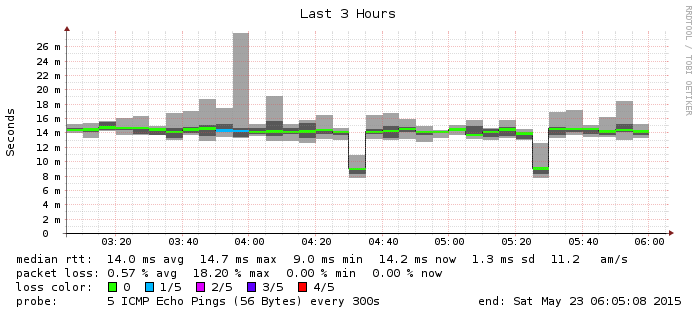 Last 3 Hours
RRDTOOL / TOBI OETIKER
Seconds
26 m
24 m
22 m
20 m
18 m
16 m
14 m
12 m
10 m
8 m
6 m
4 m
2 m
0
03:20 03:40 04:00 04:20 04:40 05:00 05:20 05:40 06:00
median rtt: 14.0 ms avg 14.7 ms max 9.0 ms min 14.2 ms now 1.3 ms sd 11.2 am/s
packet loss: 0.57 % avg 18.20 % max 0.00 % min 0.00 % now
loss color: 0 1/5 2/5 3/5 4/5
probe: 5 ICMP Echo Pings (56 Bytes) every 300s end: Sat May 23 06:05:08 2015